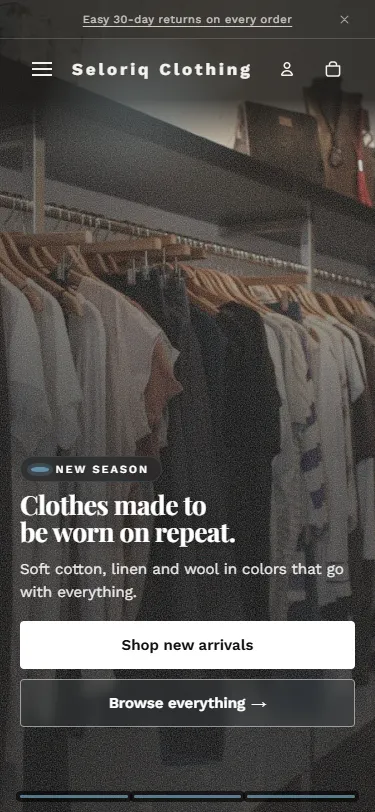 Easy 30-day returns on every order
Seloriq Clothing
NEW SEASON
Clothes made to
be worn on repeat.
Soft cotton, linen and wool in colors that go
with everything.
Shop new arrivals
Browse everything →